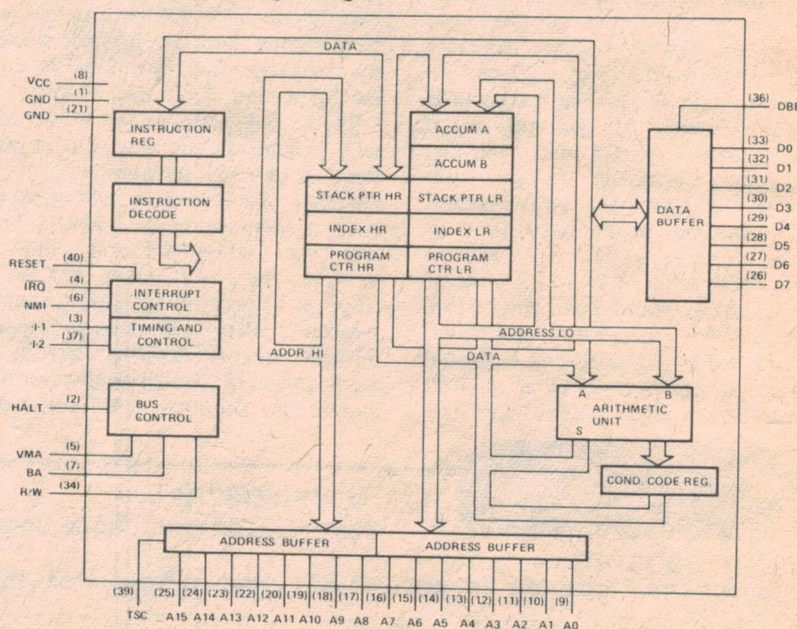 DATA
VCC (8)
GND (1)
GND (21)
INSTRUCTION REG
INSTRUCTION DECODE
RESET (40)
IRQ (4)
NMI (6)
I·1 (3)
·I·2 (37)
INTERRUPT CONTROL
TIMING AND CONTROL
HALT (2)
BUS CONTROL
VMA (5)
BA (7)
R/W (34)
ACCUM A
ACCUM B
STACK PTR HR
STACK PTR LR
INDEX HR
INDEX LR
PROGRAM CTR HR
PROGRAM CTR LR
DATA BUFFER
(36) DBE
(33) D0
(32) D1
(31) D2
(30) D3
(29) D4
(28) D5
(27) D6
(26) D7
ADDRESS LO
ADDR HI
DATA
A
B
ARITHMETIC UNIT
S
COND. CODE REG.
ADDRESS BUFFER
ADDRESS BUFFER
(39) (25) (24) (23) (22) (20) (19) (18) (17) (16) (15) (14) (13) (12) (11) (10) (9)
TSC A15 A14 A13 A12 A11 A10 A9 A8 A7 A6 A5 A4 A3 A2 A1 A0